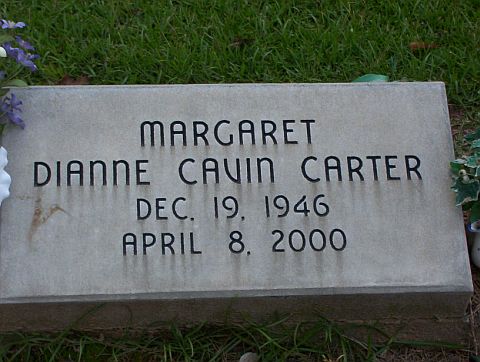 MARGARET
DIANNE CAVIN CARTER
DEC. 19, 1946
APRIL 8, 2000